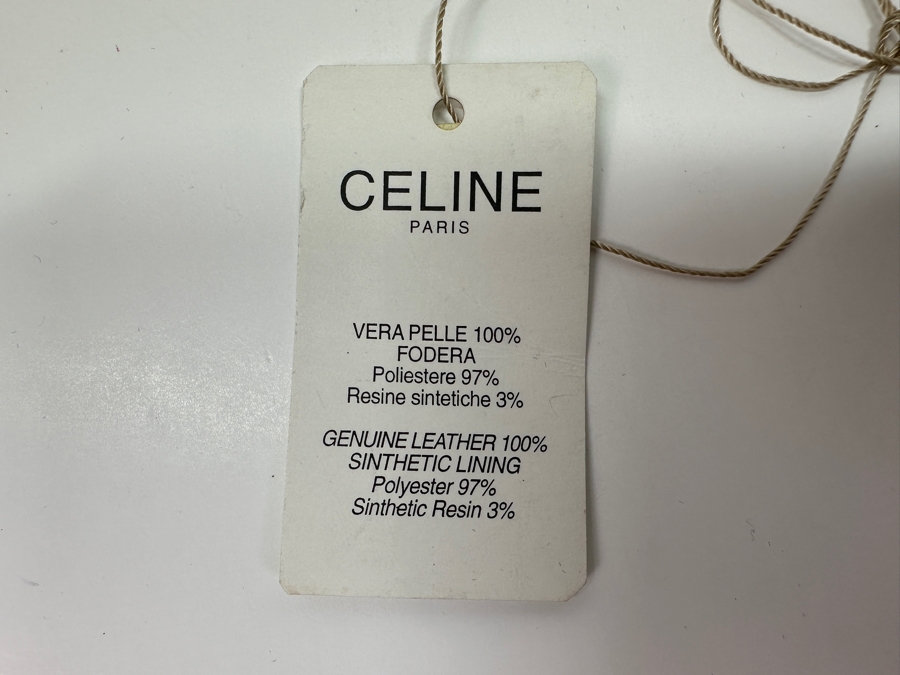 CELINE
PARIS
VERA PELLE 100%
FODERA
Poliestere 97%
Resine sintetiche 3%
GENUINE LEATHER 100%
SINTHETIC LINING
Polyester 97%
Sinthetic Resin 3%